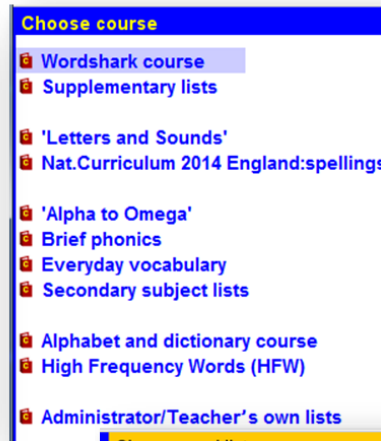 Choose course
Wordshark course
Supplementary lists
'Letters and Sounds'
Nat.Curriculum 2014 England:spellings
'Alpha to Omega'
Brief phonics
Everyday vocabulary
Secondary subject lists
Alphabet and dictionary course
High Frequency Words (HFW)
Administrator/Teacher's own lists